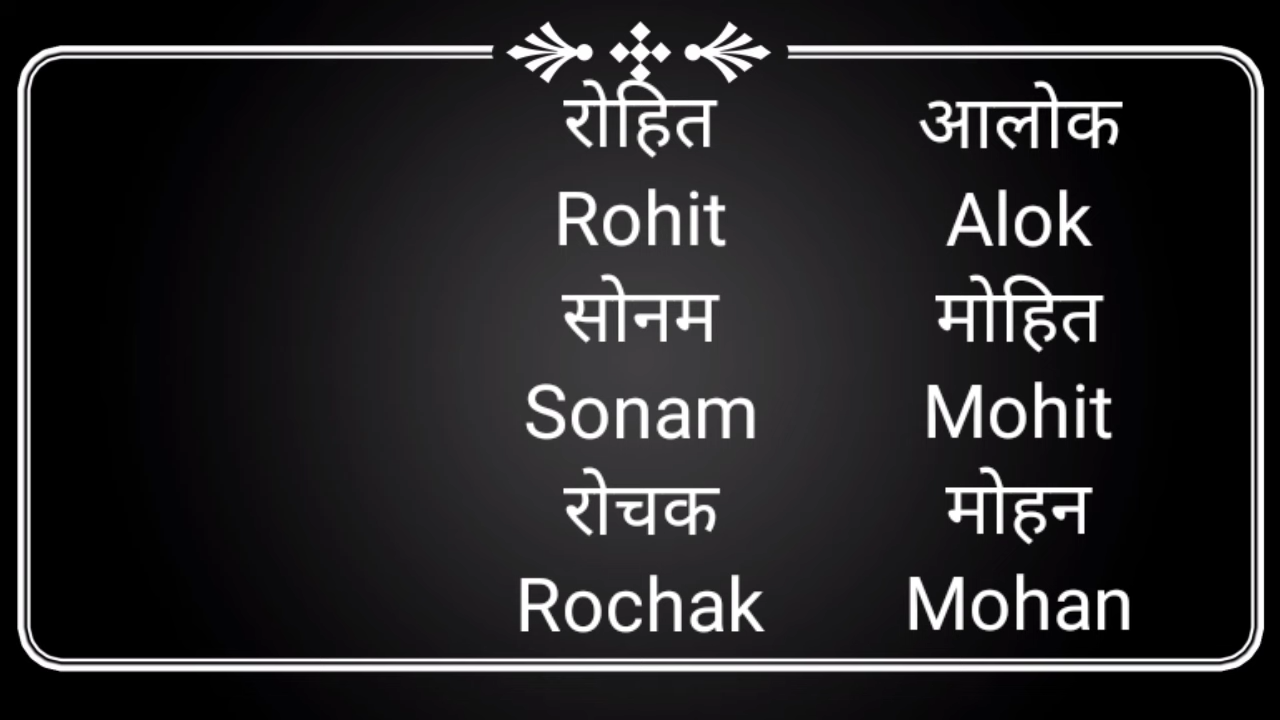 रोहित आलोक
Rohit Alok
सोनम मोहित
Sonam Mohit
रोचक मोहन
Rochak Mohan